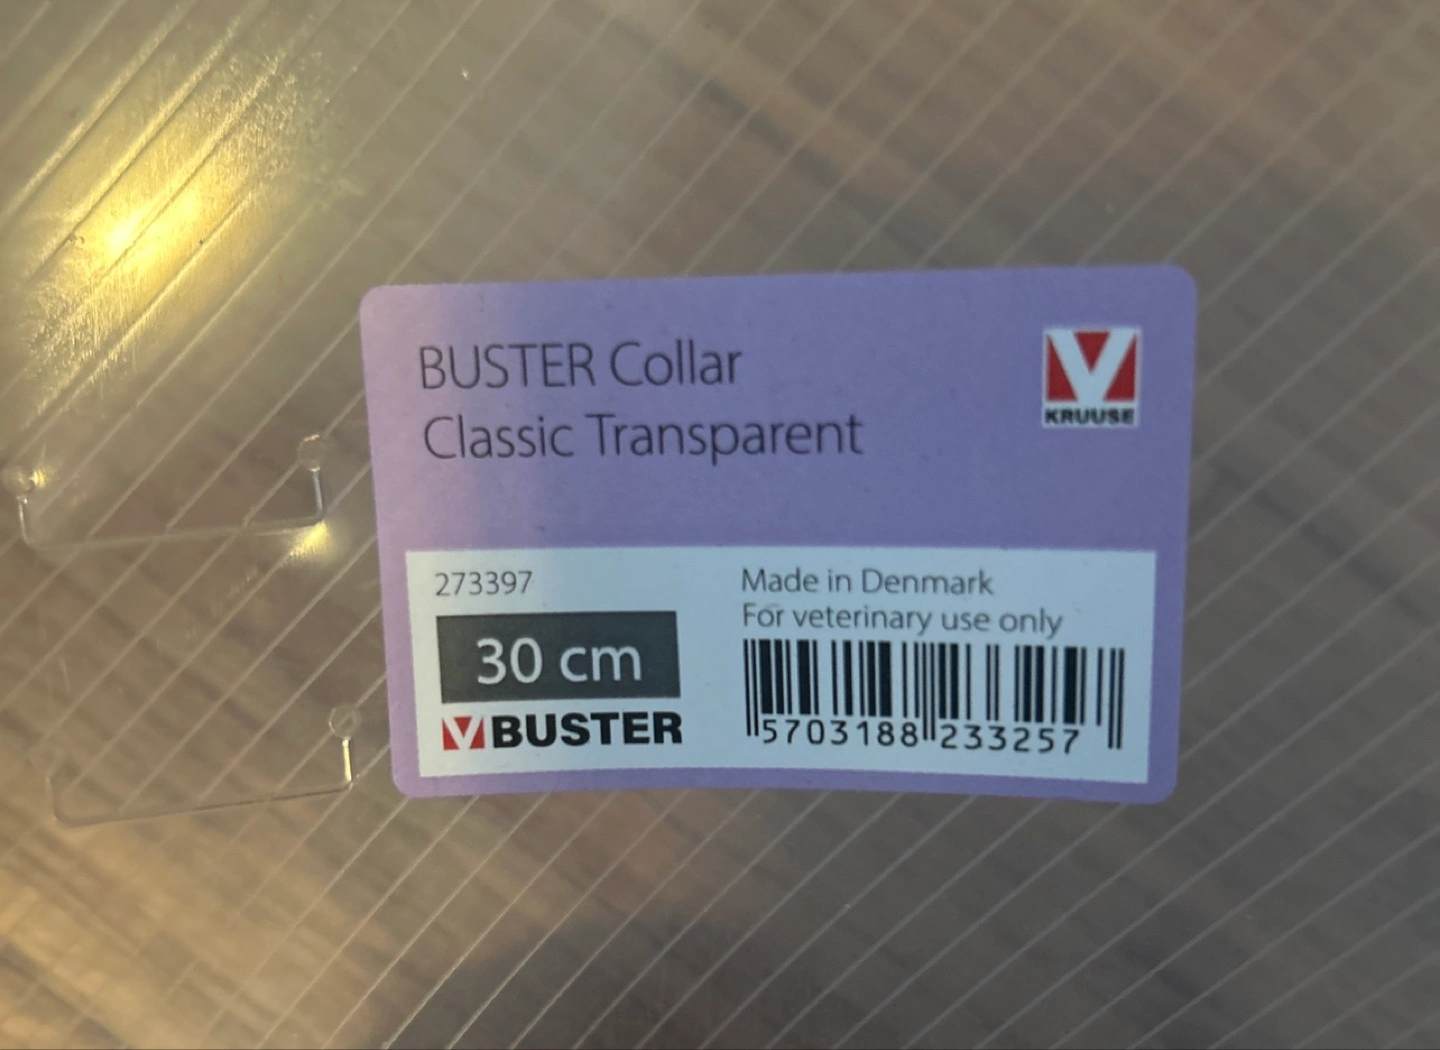 BUSTER Collar
Classic Transparent
KRUUSE
273397
30 cm
BUSTER
Made in Denmark
For veterinary use only
5703188 233257